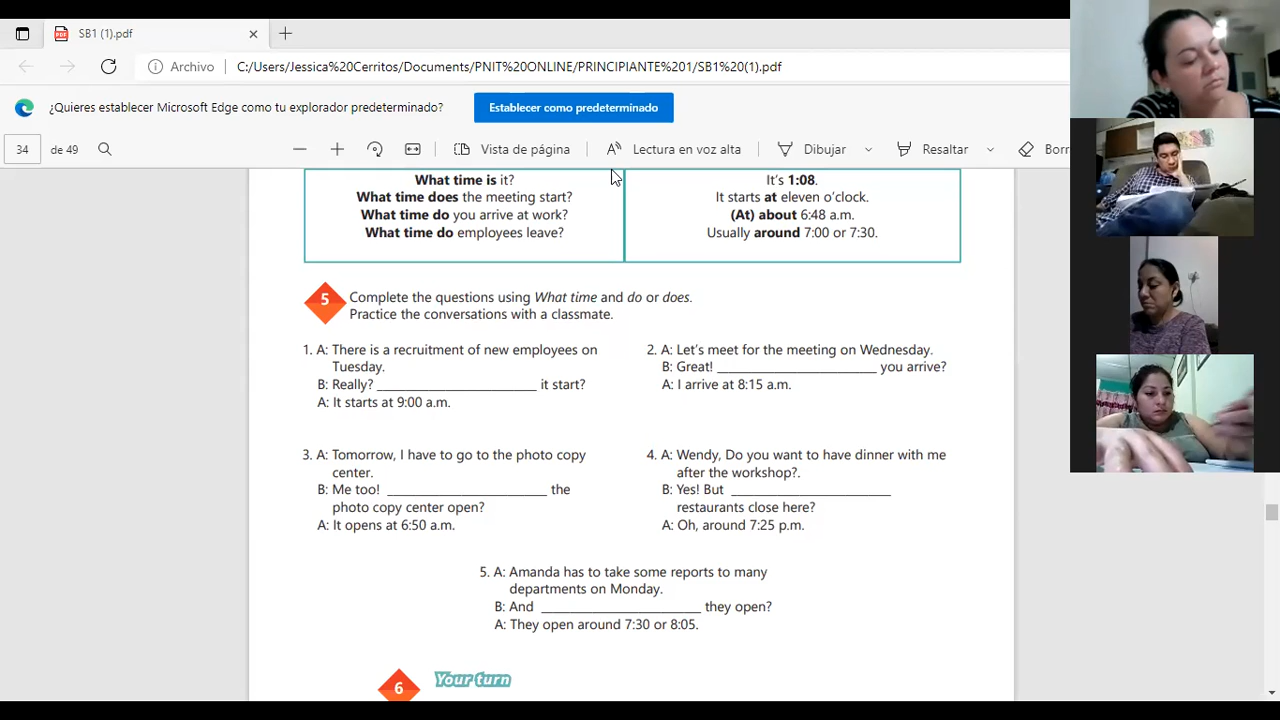 SB1 (1).pdf
Archivo
C:/Users/Jessica%20Cerritos/Documents/PNIT%20ONLINE/PRINCIPIANTE%201/SB1%20(1).pdf
¿Quieres establecer Microsoft Edge como tu explorador predeterminado?
Establecer como predeterminado
34 de 49
Vista de página
Lectura en voz alta
Dibujar
Resaltar
Borr
What time is it?
What time does the meeting start?
What time do you arrive at work?
What time do employees leave?
It's 1:08.
It starts at eleven o'clock.
(At) about 6:48 a.m.
Usually around 7:00 or 7:30.
5
Complete the questions using What time and do or does.
Practice the conversations with a classmate.
1. A: There is a recruitment of new employees on
Tuesday.
B: Really? ____________________ it start?
A: It starts at 9:00 a.m.
2. A: Let's meet for the meeting on Wednesday.
B: Great! ____________________ you arrive?
A: I arrive at 8:15 a.m.
3. A: Tomorrow, I have to go to the photo copy
center.
B: Me too! ____________________ the
photo copy center open?
A: It opens at 6:50 a.m.
4. A: Wendy, Do you want to have dinner with me
after the workshop?.
B: Yes! But ____________________
restaurants close here?
A: Oh, around 7:25 p.m.
5. A: Amanda has to take some reports to many
departments on Monday.
B: And ____________________ they open?
A: They open around 7:30 or 8:05.
6
Your turn